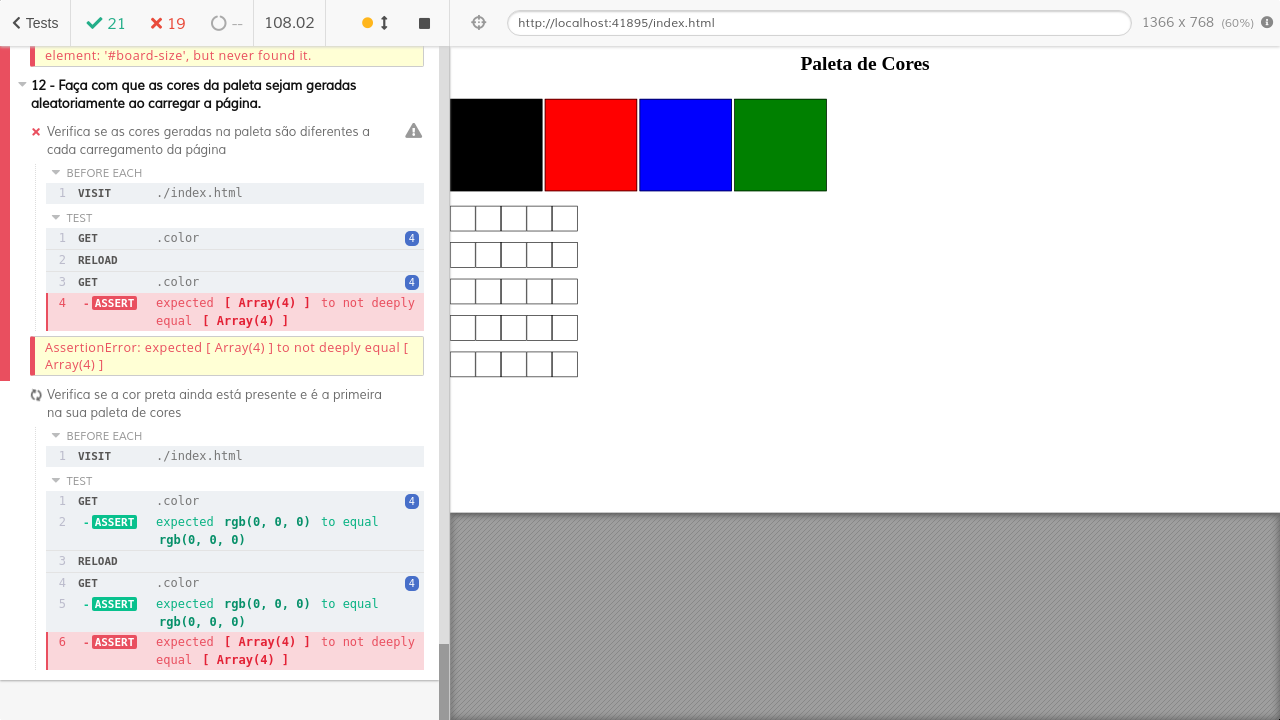 Tests
21
19
--
108.02
http://localhost:41895/index.html
1366 x 768 (60%)
element: '#board-size', but never found it.
12 - Faça com que as cores da paleta sejam geradas
aleatoriamente ao carregar a página.
Verifica se as cores geradas na paleta são diferentes a
cada carregamento da página
BEFORE EACH
1 VISIT ./index.html
TEST
1 GET .color 4
2 RELOAD
3 GET .color 4
4 -ASSERT expected [ Array(4) ] to not deeply
equal [ Array(4) ]
AssertionError: expected [ Array(4) ] to not deeply equal [
Array(4) ]
Verifica se a cor preta ainda está presente e é a primeira
na sua paleta de cores
BEFORE EACH
1 VISIT ./index.html
TEST
1 GET .color 4
2 -ASSERT expected rgb(0, 0, 0) to equal
rgb(0, 0, 0)
3 RELOAD
4 GET .color 4
5 -ASSERT expected rgb(0, 0, 0) to equal
rgb(0, 0, 0)
6 -ASSERT expected [ Array(4) ] to not deeply
equal [ Array(4) ]
Paleta de Cores